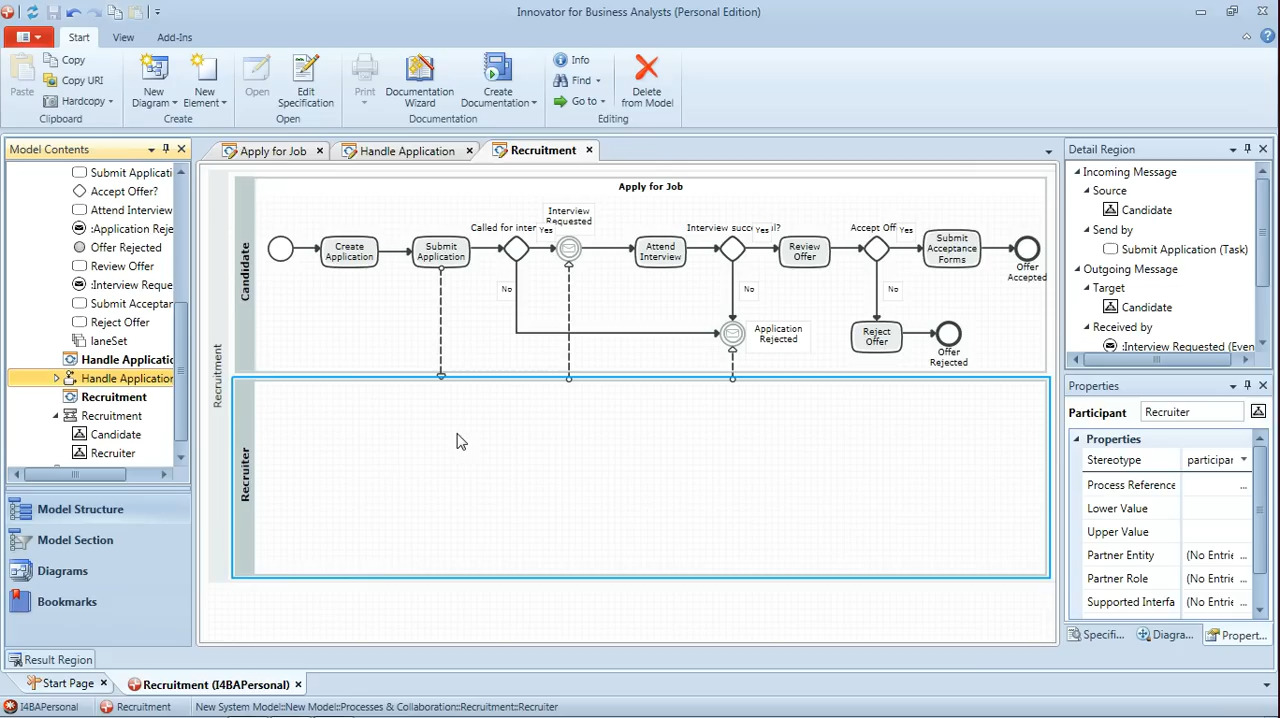 Innovator for Business Analysts (Personal Edition)
Start
View
Add-Ins
Paste
Copy
Copy URI
Hardcopy
Clipboard
New
Diagram
New
Element
Create
Open
Edit
Specification
Open
Print
Documentation
Wizard
Create
Documentation
Documentation
Info
Find
Go to
Editing
Delete
from Model
Model Contents
Submit Applicati
Accept Offer?
Attend Interview
:Application Reje
Offer Rejected
Review Offer
:Interview Reque
Submit Acceptar
Reject Offer
laneSet
Handle Applicatio
Handle Application
Recruitment
Recruitment
Candidate
Recruiter
Model Structure
Model Section
Diagrams
Bookmarks
Result Region
Apply for Job
Handle Application
Recruitment
Recruitment
Candidate
Apply for Job
Create
Application
Submit
Application
Called for inter
Yes
No
Interview
Requested
Attend
Interview
Interview succ
ful?
Yes
No
Review
Offer
Accept Off
Yes
No
Submit
Acceptance
Forms
Offer
Accepted
Application
Rejected
Reject
Offer
Offer
Rejected
Recruiter
Detail Region
Incoming Message
Source
Candidate
Send by
Submit Application (Task)
Outgoing Message
Target
Candidate
Received by
:Interview Requested (Even
Properties
Participant
Recruiter
Properties
Stereotype
participar
Process Reference
...
Lower Value
Upper Value
Partner Entity
(No Entrie
...
Partner Role
(No Entrie
...
Supported Interfa
(No Entrie
...
Specifi...
Diagra...
Propert...
Start Page
Recruitment (I4BAPersonal)
I4BAPersonal
Recruitment
New System Model::New Model::Processes & Collaboration::Recruitment::Recruiter